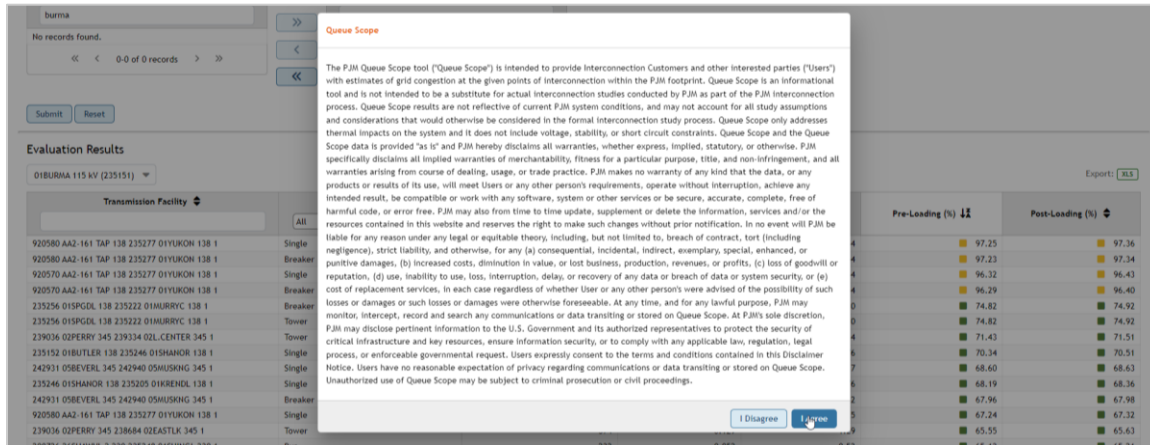 burma
No records found.
0-0 of 0 records
Submit Reset
Evaluation Results
01BURMA 115 kV (235151)
Export: XLS
Queue Scope
The PJM Queue Scope tool ("Queue Scope") is intended to provide Interconnection Customers and other interested parties ("Users")
with estimates of grid congestion at the given points of interconnection within the PJM footprint. Queue Scope is an informational
tool and is not intended to be a substitute for actual interconnection studies conducted by PJM as part of the PJM interconnection
process. Queue Scope results are not reflective of current PJM system conditions, and may not account for all study assumptions
and considerations that would otherwise be considered in the formal interconnection study process. Queue Scope only addresses
thermal impacts on the system and it does not include voltage, stability, or short circuit constraints. Queue Scope and the Queue
Scope data is provided "as is" and PJM hereby disclaims all warranties, whether express, implied, statutory, or otherwise. PJM
specifically disclaims all implied warranties of merchantability, fitness for a particular purpose, title, and non-infringement, and all
warranties arising from course of dealing, usage, or trade practice. PJM makes no warranty of any kind that the data, or any
products or results of its use, will meet Users or any other person's requirements, operate without interruption, achieve any
intended result, be compatible or work with any software, system or other services or be secure, accurate, complete, free of
harmful code, or error free. PJM may also from time to time update, supplement or delete the information, services and/or the
resources contained in this website and reserves the right to make such changes without prior notification. In no event will PJM be
liable for any reason under any legal or equitable theory, including, but not limited to, breach of contract, tort (including
negligence), strict liability, and otherwise, for any (a) consequential, incidental, indirect, exemplary, special, enhanced, or
punitive damages, (b) increased costs, diminution in value, or lost business, production, revenues, or profits, (c) loss of goodwill or
reputation, (d) use, inability to use, loss, interruption, delay, or recovery of any data or breach of data or system security, or (e)
cost of replacement services, in each case regardless of whether User or any other person's were advised of the possibility of such
losses or damages or such losses or damages were otherwise foreseeable. At any time, and for any lawful purpose, PJM may
monitor, intercept, record and search any communications or data transiting or stored on Queue Scope. At PJM's sole discretion,
PJM may disclose pertinent information to the U.S. Government and its authorized representatives to protect the security of
critical infrastructure and key resources, ensure information security, or to comply with any applicable law, regulation, legal
process, or enforceable governmental request. Users expressly consent to the terms and conditions contained in this Disclaimer
Notice. Users have no reasonable expectation of privacy regarding communications or data transiting or stored on Queue Scope.
Unauthorized use of Queue Scope may be subject to criminal prosecution or civil proceedings.
I Disagree I Agree
Transmission Facility Pre-Loading (%) Post-Loading (%)
All
920580 AA2-161 TAP 138 235277 01YUKON 138 1 Single 97.25 97.36
920580 AA2-161 TAP 138 235277 01YUKON 138 1 Breaker 97.23 97.34
920570 AA2-161 TAP 138 235277 01YUKON 138 1 Single 96.32 96.43
920570 AA2-161 TAP 138 235277 01YUKON 138 1 Breaker 96.29 96.40
235256 01SPGDL 138 235222 01MURRYC 138 1 Breaker 74.82 74.92
235256 01SPGDL 138 235222 01MURRYC 138 1 Tower 74.82 74.92
239036 02PERRY 345 239334 02L.CENTER 345 1 Tower 71.43 71.51
235152 01BUTLER 138 235246 01SHANOR 138 1 Single 70.34 70.51
242931 05BEVERL 345 242940 05MUSKNG 345 1 Single 68.60 68.63
235246 01SHANOR 138 235205 01KRENDL 138 1 Single 68.19 68.36
242931 05BEVERL 345 242940 05MUSKNG 345 1 Breaker 67.96 67.98
920580 AA2-161 TAP 138 235277 01YUKON 138 1 Single 67.24 67.32
239036 02PERRY 345 238684 02EASTLK 345 1 Tower 65.55 65.63